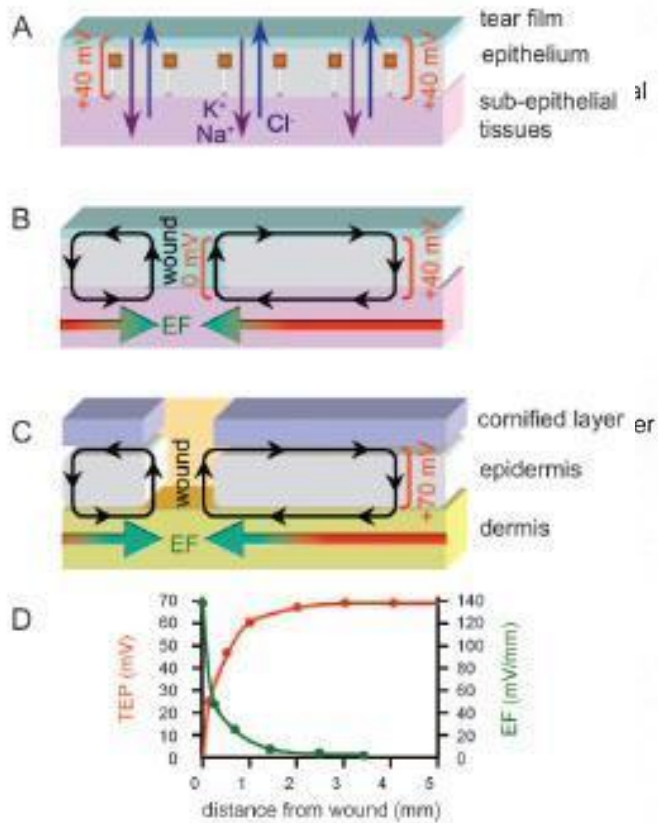 A
+40 mV
K⁺
Na⁺
Cl⁻
+40 mV
tear film
epithelium
sub-epithelial
tissues
al
B
wound
0 mV
+40 mV
EF
C
wound
+70 mV
EF
cornified layer
epidermis
dermis
er
D
TEP (mV)
70
60
50
40
30
20
10
0
140
120
100
80
60
40
20
0
EF (mV/mm)
0 1 2 3 4 5
distance from wound (mm)